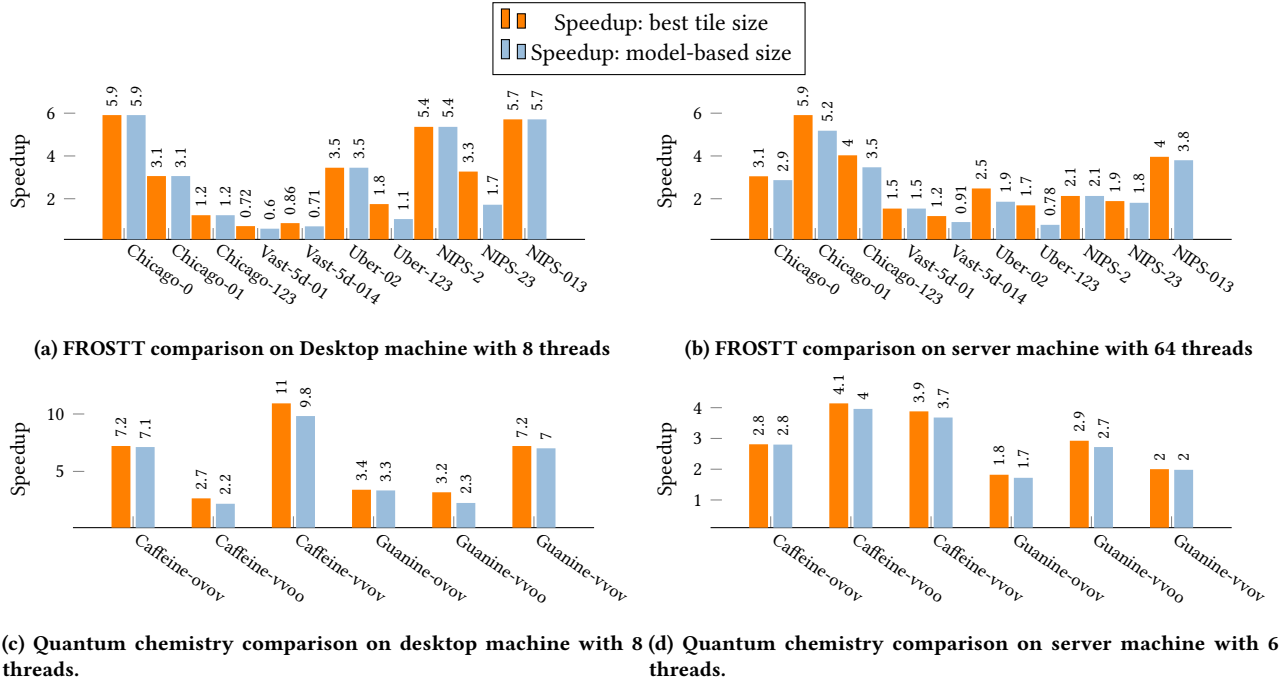 Speedup: best tile size
Speedup: model-based size
Speedup
6
4
2
5.9
5.9
3.1
3.1
1.2
1.2
0.72
0.6
0.86
0.71
3.5
3.5
1.8
1.1
5.4
5.4
3.3
1.7
5.7
5.7
Chicago-0
Chicago-01
Chicago-123
Vast-5d-01
Vast-5d-014
Uber-02
Uber-123
NIPS-2
NIPS-23
NIPS-013
(a) FROSTT comparison on Desktop machine with 8 threads
Speedup
6
4
2
3.1
2.9
5.9
5.2
4
3.5
1.5
1.5
1.2
0.91
2.5
1.9
1.7
0.78
2.1
2.1
1.9
1.8
4
3.8
Chicago-0
Chicago-01
Chicago-123
Vast-5d-01
Vast-5d-014
Uber-02
Uber-123
NIPS-2
NIPS-23
NIPS-013
(b) FROSTT comparison on server machine with 64 threads
Speedup
10
5
7.2
7.1
2.7
2.2
11
9.8
3.4
3.3
3.2
2.3
7.2
7
Caffeine-ovov
Caffeine-vvoo
Caffeine-vvov
Guanine-ovov
Guanine-vvoo
Guanine-vvov
(c) Quantum chemistry comparison on desktop machine with 8
threads.
Speedup
4
3
2
1
2.8
2.8
4.1
4
3.9
3.7
1.8
1.7
2.9
2.7
2
2
Caffeine-ovov
Caffeine-vvoo
Caffeine-vvov
Guanine-ovov
Guanine-vvoo
Guanine-vvov
(d) Quantum chemistry comparison on server machine with 6
threads.